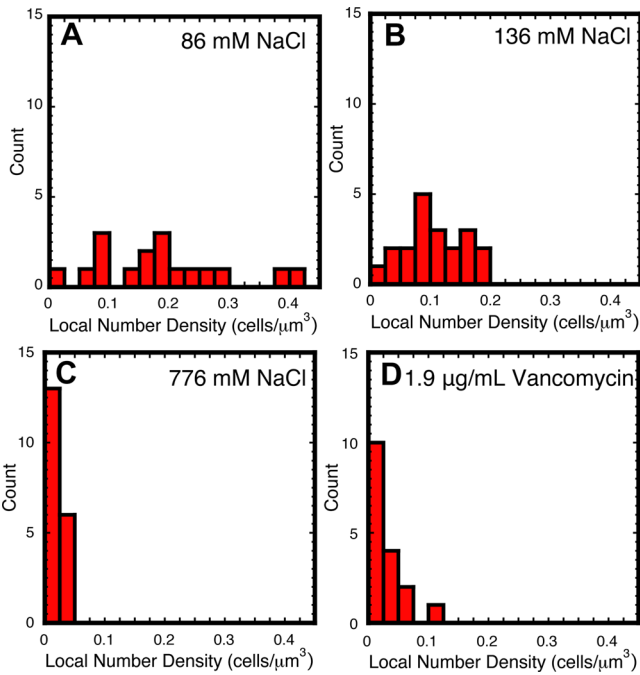 A
86 mM NaCl
15
10
5
0
Count
0 0.1 0.2 0.3 0.4
Local Number Density (cells/μm³)
B
136 mM NaCl
15
10
5
0
Count
0 0.1 0.2 0.3 0.4
Local Number Density (cells/μm³)
C
776 mM NaCl
15
10
5
0
Count
0 0.1 0.2 0.3 0.4
Local Number Density (cells/μm³)
D 1.9 μg/mL Vancomycin
15
10
5
0
Count
0 0.1 0.2 0.3 0.4
Local Number Density (cells/μm³)